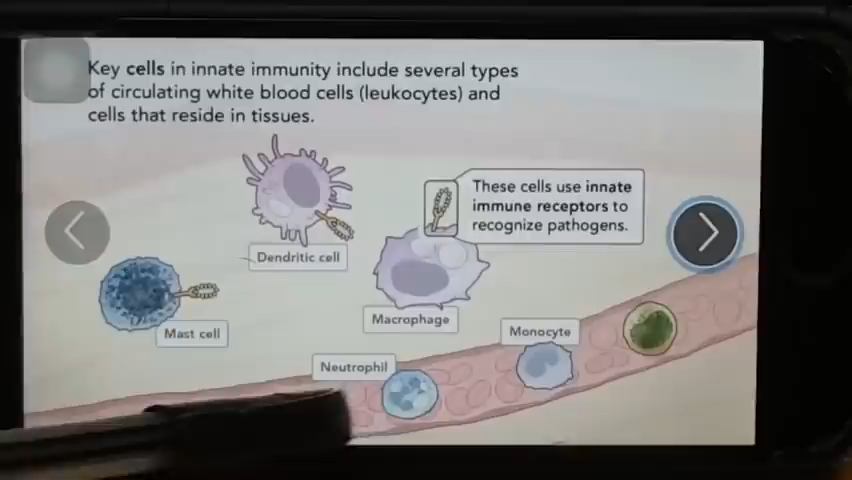 Key cells in innate immunity include several types
of circulating white blood cells (leukocytes) and
cells that reside in tissues.
These cells use innate
immune receptors to
recognize pathogens.
Dendritic cell
Macrophage
Mast cell
Monocyte
Neutrophil